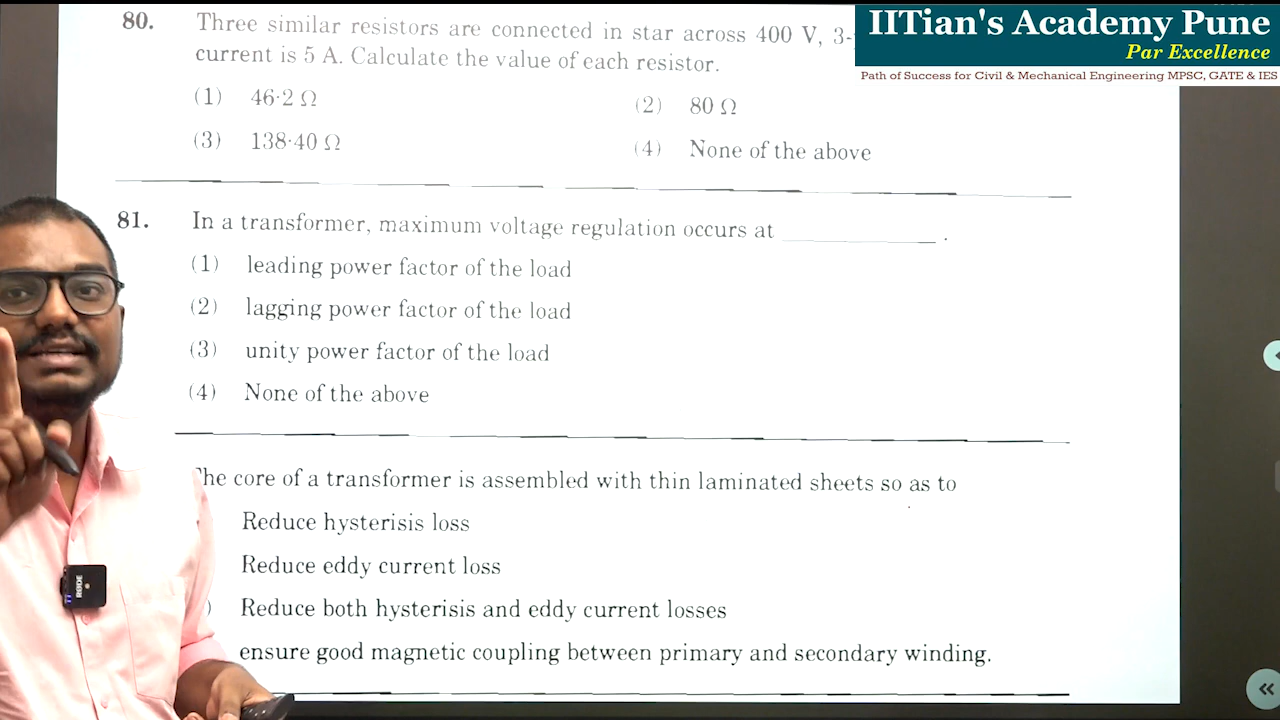 IITian's Academy Pune
Par Excellence
Path of Success for Civil & Mechanical Engineering MPSC, GATE & IES
80. Three similar resistors are connected in star across 400 V, 3-
current is 5 A. Calculate the value of each resistor.
(1) 46·2 Ω
(2) 80 Ω
(3) 138·40 Ω
(4) None of the above
81. In a transformer, maximum voltage regulation occurs at ____________ .
(1) leading power factor of the load
(2) lagging power factor of the load
(3) unity power factor of the load
(4) None of the above
The core of a transformer is assembled with thin laminated sheets so as to
Reduce hysterisis loss
Reduce eddy current loss
) Reduce both hysterisis and eddy current losses
ensure good magnetic coupling between primary and secondary winding.
RØDE